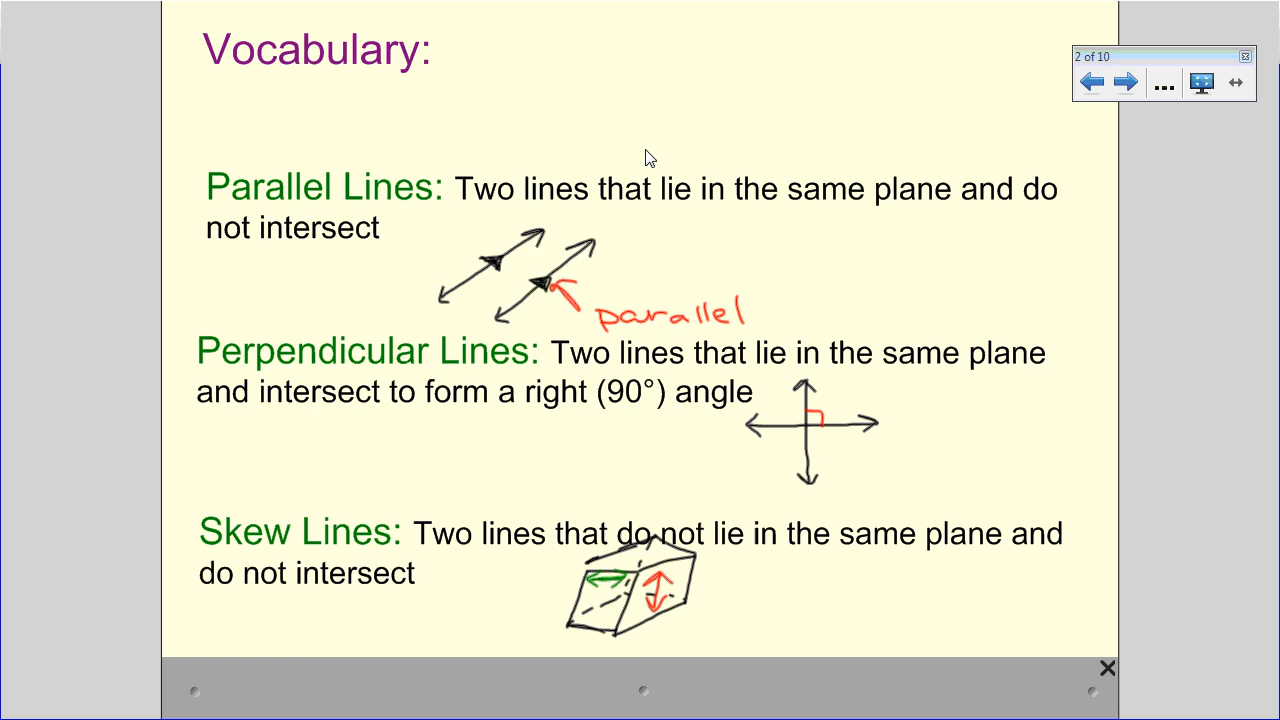 Vocabulary:
2 of 10
Parallel Lines: Two lines that lie in the same plane and do
not intersect
parallel
Perpendicular Lines: Two lines that lie in the same plane
and intersect to form a right (90°) angle
Skew Lines: Two lines that do not lie in the same plane and
do not intersect